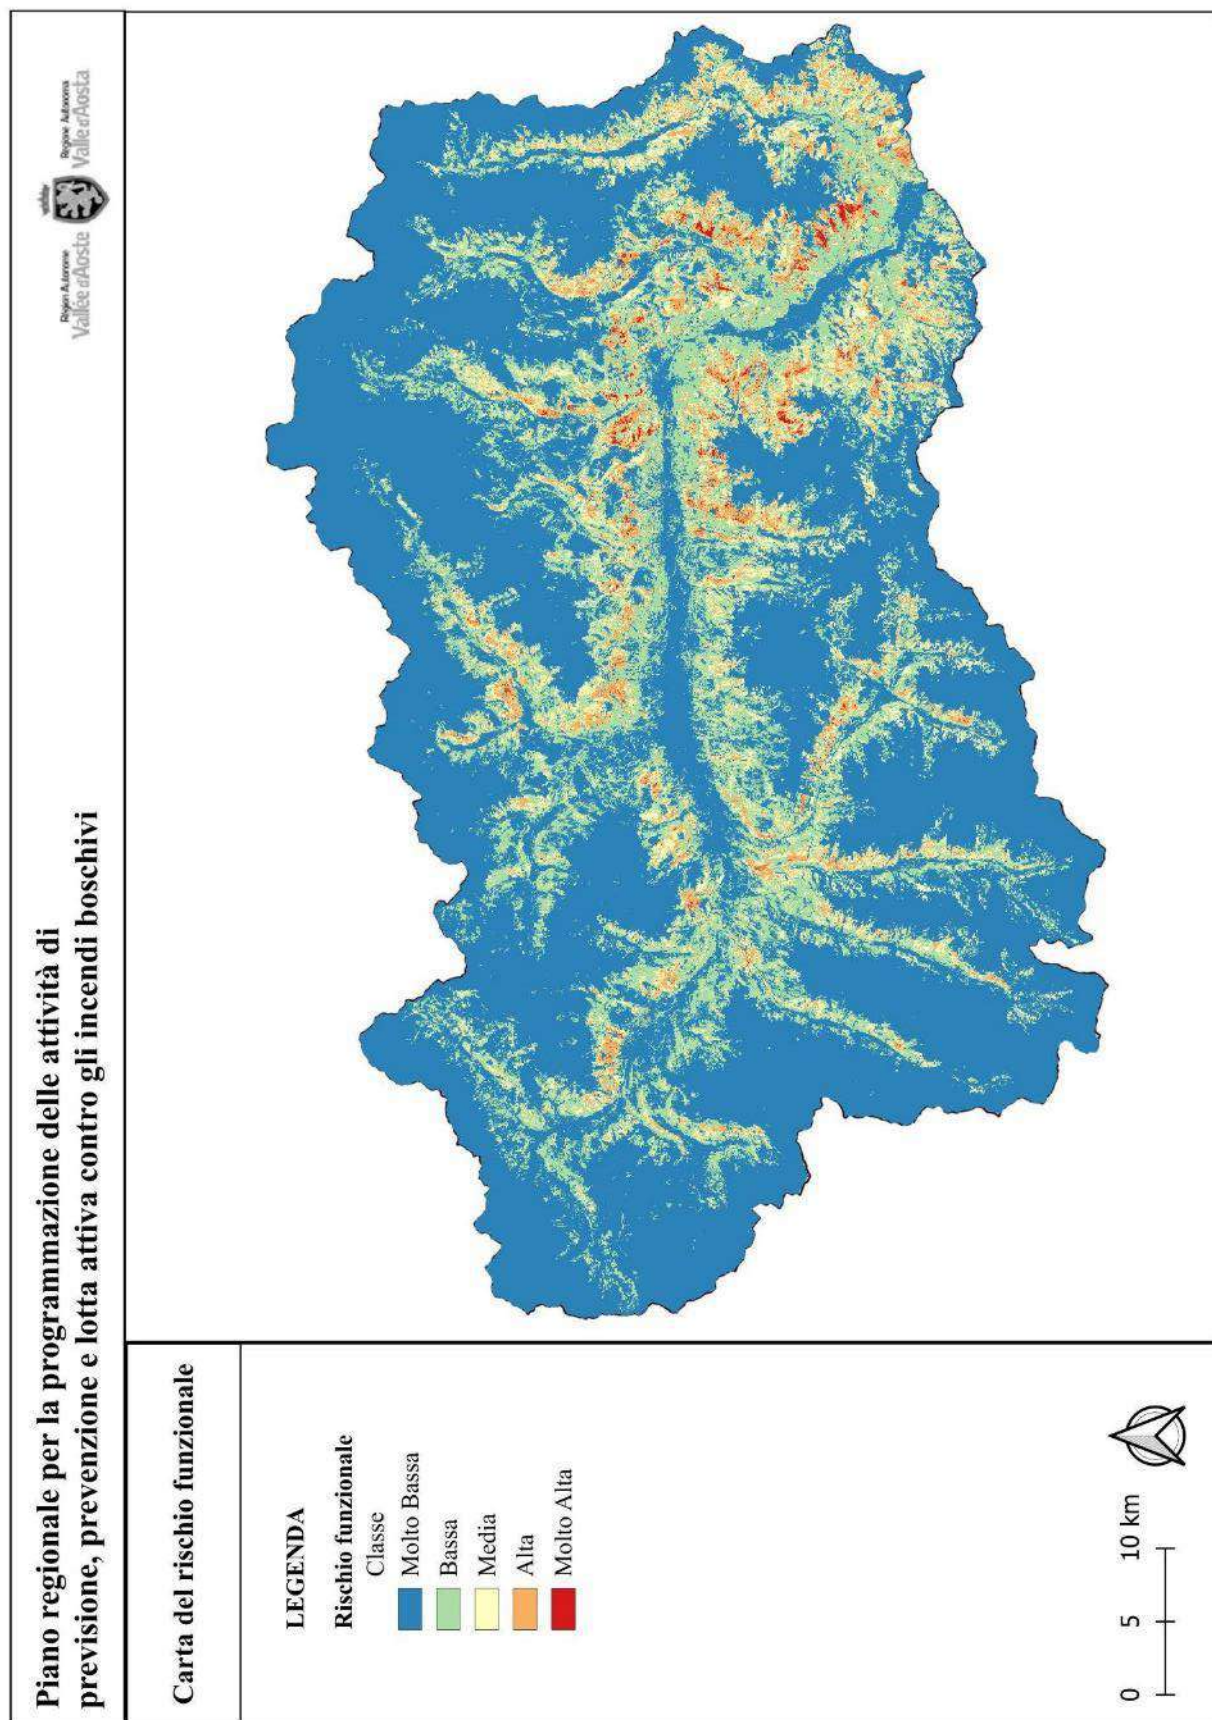 Piano regionale per la programmazione delle attività di
previsione, prevenzione e lotta attiva contro gli incendi boschivi
Région Autonome
Vallée d'Aoste
Regione Autonoma
Valle d'Aosta
Carta del rischio funzionale
LEGENDA
Rischio funzionale
Classe
Molto Bassa
Bassa
Media
Alta
Molto Alta
0 5 10 km